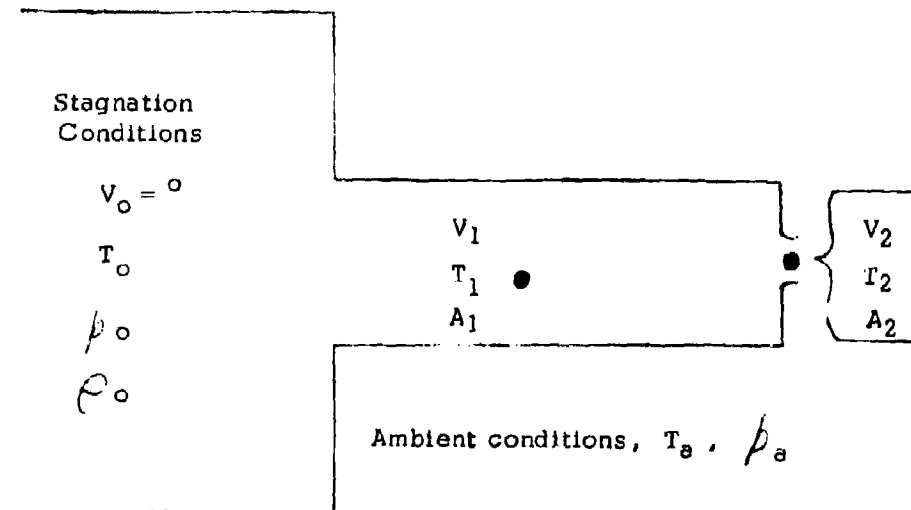 Stagnation
Conditions
V₀ = 0
T₀
p₀
ρ₀
V₁
T₁
A₁
V₂
T₂
A₂
Ambient conditions, Tₐ, pₐ